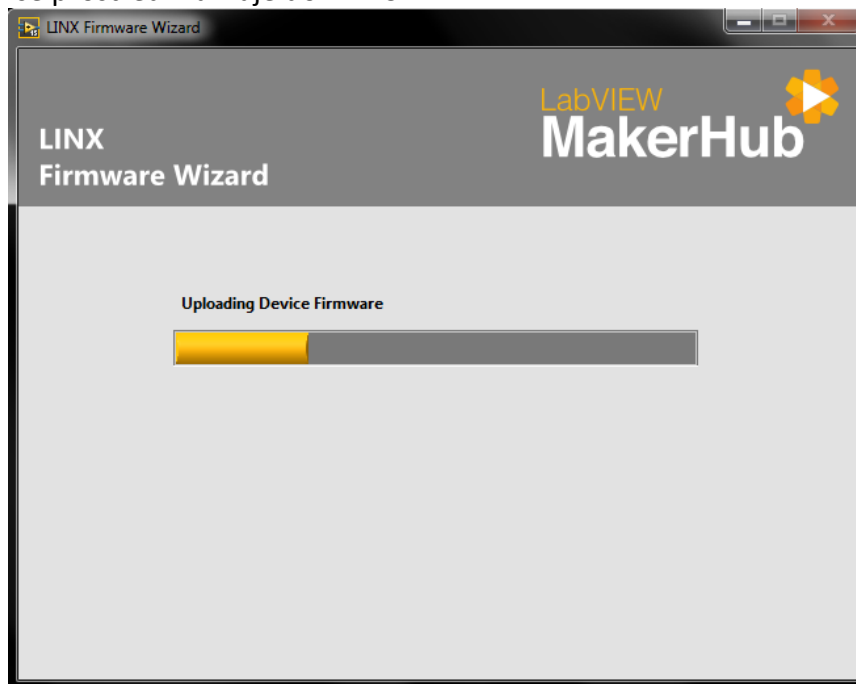 LINX Firmware Wizard
LabVIEW
MakerHub
LINX
Firmware Wizard
Uploading Device Firmware